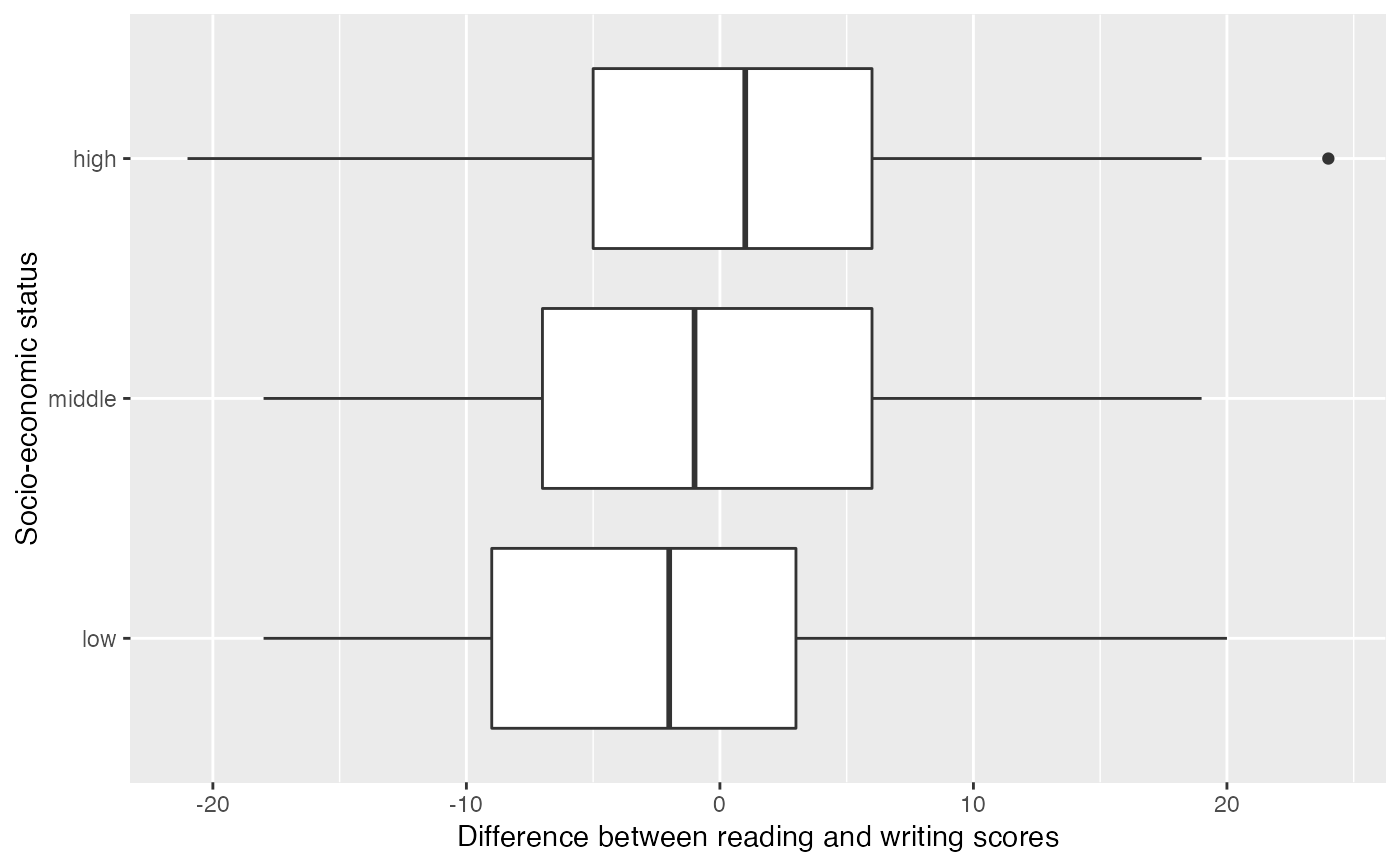 Socio-economic status
high
middle
low
-20 -10 0 10 20
Difference between reading and writing scores